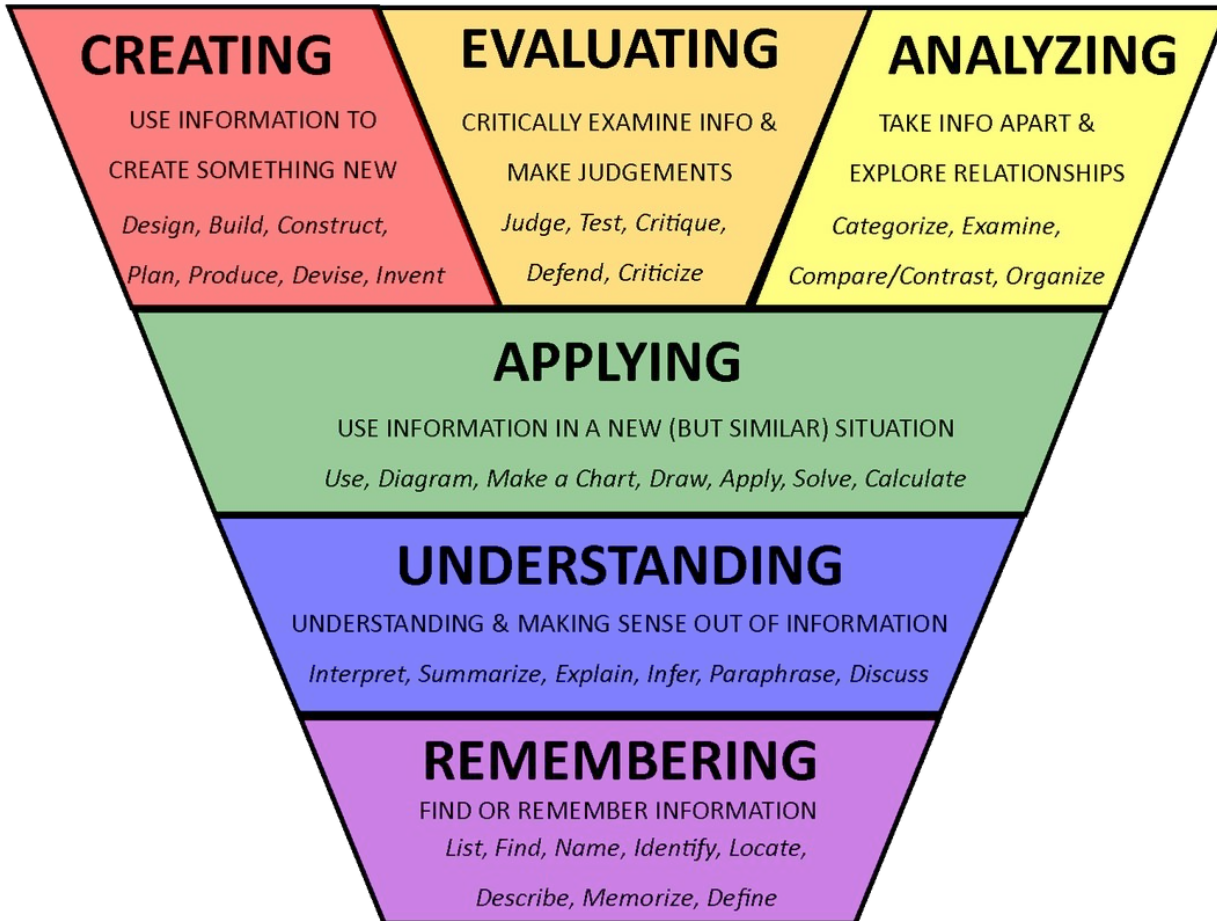 CREATING
USE INFORMATION TO
CREATE SOMETHING NEW
Design, Build, Construct,
Plan, Produce, Devise, Invent
EVALUATING
CRITICALLY EXAMINE INFO &
MAKE JUDGEMENTS
Judge, Test, Critique,
Defend, Criticize
ANALYZING
TAKE INFO APART &
EXPLORE RELATIONSHIPS
Categorize, Examine,
Compare/Contrast, Organize
APPLYING
USE INFORMATION IN A NEW (BUT SIMILAR) SITUATION
Use, Diagram, Make a Chart, Draw, Apply, Solve, Calculate
UNDERSTANDING
UNDERSTANDING & MAKING SENSE OUT OF INFORMATION
Interpret, Summarize, Explain, Infer, Paraphrase, Discuss
REMEMBERING
FIND OR REMEMBER INFORMATION
List, Find, Name, Identify, Locate,
Describe, Memorize, Define